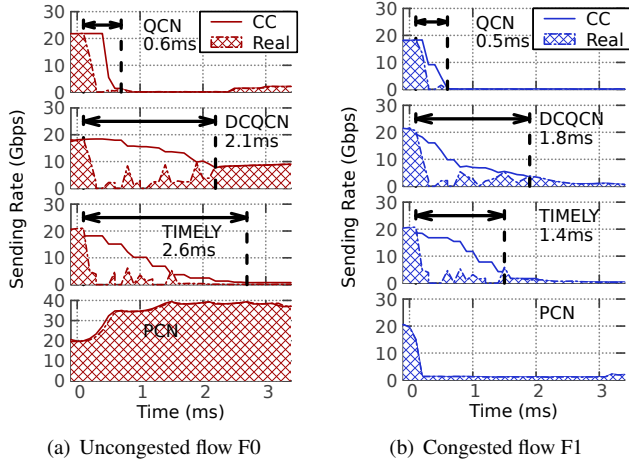 QCN
0.6ms
CC
Real
30
20
10
0
DCQCN
2.1ms
30
20
10
0
TIMELY
2.6ms
30
20
10
0
PCN
40
30
20
10
0
0 1 2 3
Sending Rate (Gbps)
Time (ms)
(a) Uncongested flow F0
QCN
0.5ms
CC
Real
30
20
10
0
DCQCN
1.8ms
30
20
10
0
TIMELY
1.4ms
30
20
10
0
PCN
30
20
10
0
0 1 2 3
Sending Rate (Gbps)
Time (ms)
(b) Congested flow F1